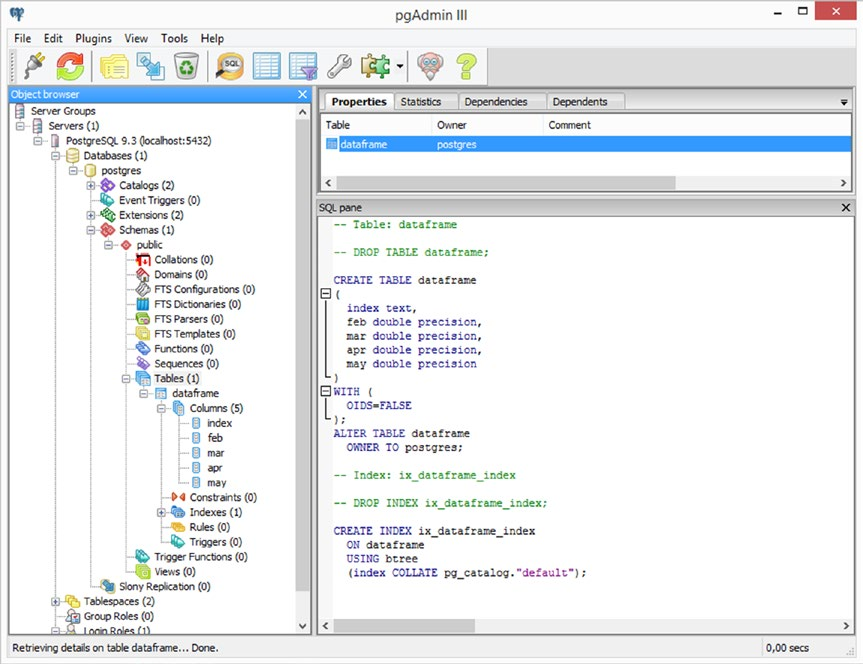 pgAdmin III
File Edit Plugins View Tools Help
SQL
Object browser
Server Groups
Servers (1)
PostgreSQL 9.3 (localhost:5432)
Databases (1)
postgres
Catalogs (2)
Event Triggers (0)
Extensions (2)
Schemas (1)
public
Collations (0)
Domains (0)
FTS Configurations (0)
FTS Dictionaries (0)
FTS Parsers (0)
FTS Templates (0)
Functions (0)
Sequences (0)
Tables (1)
dataframe
Columns (5)
index
feb
mar
apr
may
Constraints (0)
Indexes (1)
Rules (0)
Triggers (0)
Trigger Functions (0)
Views (0)
Slony Replication (0)
Tablespaces (2)
Group Roles (0)
Login Roles (1)
Properties Statistics Dependencies Dependents
Table Owner Comment
dataframe postgres
SQL pane
-- Table: dataframe
-- DROP TABLE dataframe;
CREATE TABLE dataframe
(
index text,
feb double precision,
mar double precision,
apr double precision,
may double precision
)
WITH (
OIDS=FALSE
);
ALTER TABLE dataframe
OWNER TO postgres;
-- Index: ix_dataframe_index
-- DROP INDEX ix_dataframe_index;
CREATE INDEX ix_dataframe_index
ON dataframe
USING btree
(index COLLATE pg_catalog."default");
Retrieving details on table dataframe... Done. 0,00 secs